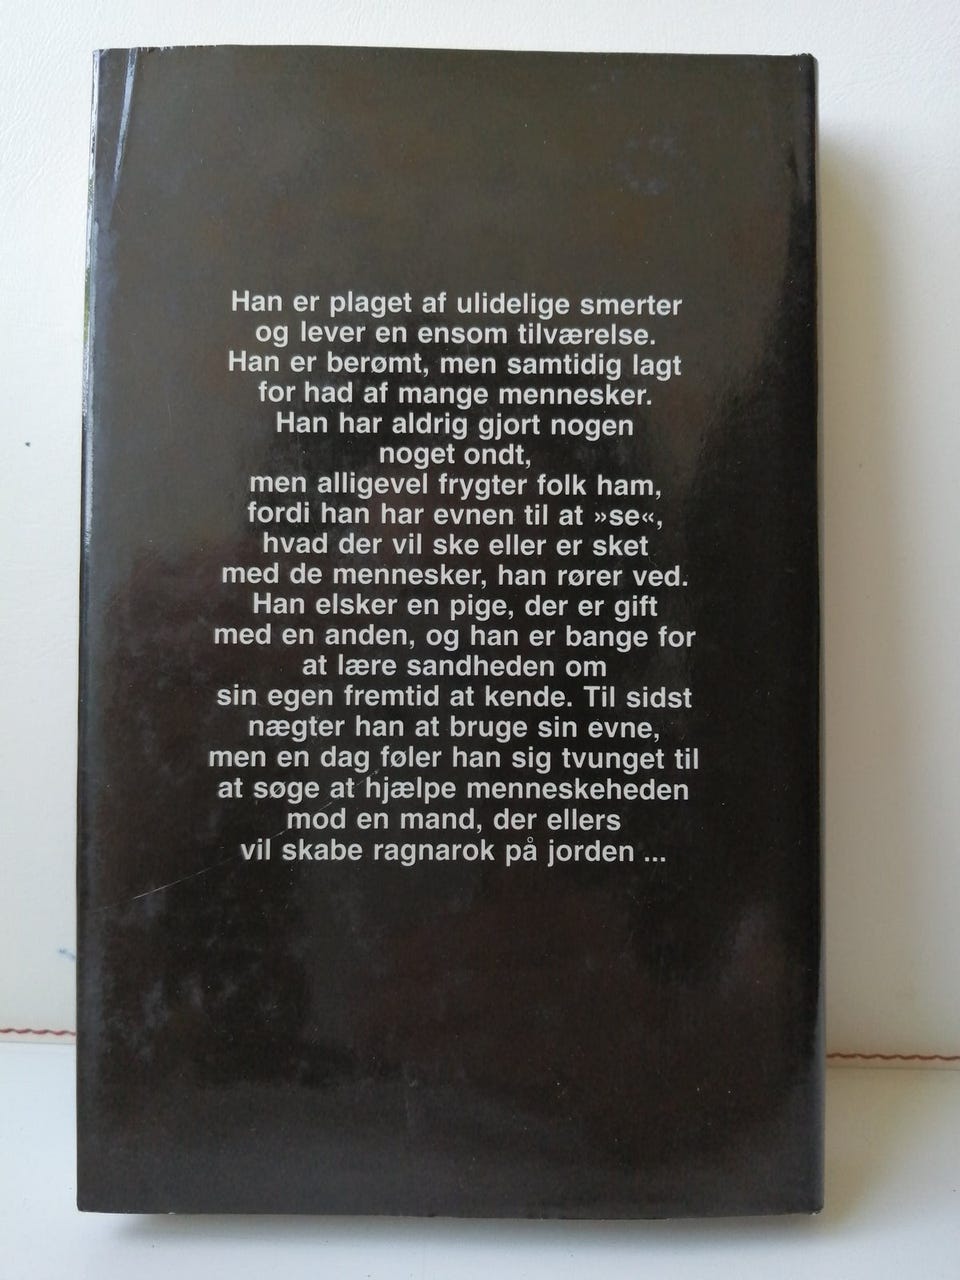 Han er plaget af ulidelige smerter
og lever en ensom tilværelse.
Han er berømt, men samtidig lagt
for had af mange mennesker.
Han har aldrig gjort nogen
noget ondt,
men alligevel frygter folk ham,
fordi han har evnen til at »se«,
hvad der vil ske eller er sket
med de mennesker, han rører ved.
Han elsker en pige, der er gift
med en anden, og han er bange for
at lære sandheden om
sin egen fremtid at kende. Til sidst
nægter han at bruge sin evne,
men en dag føler han sig tvunget til
at søge at hjælpe menneskeheden
mod en mand, der ellers
vil skabe ragnarok på jorden ...